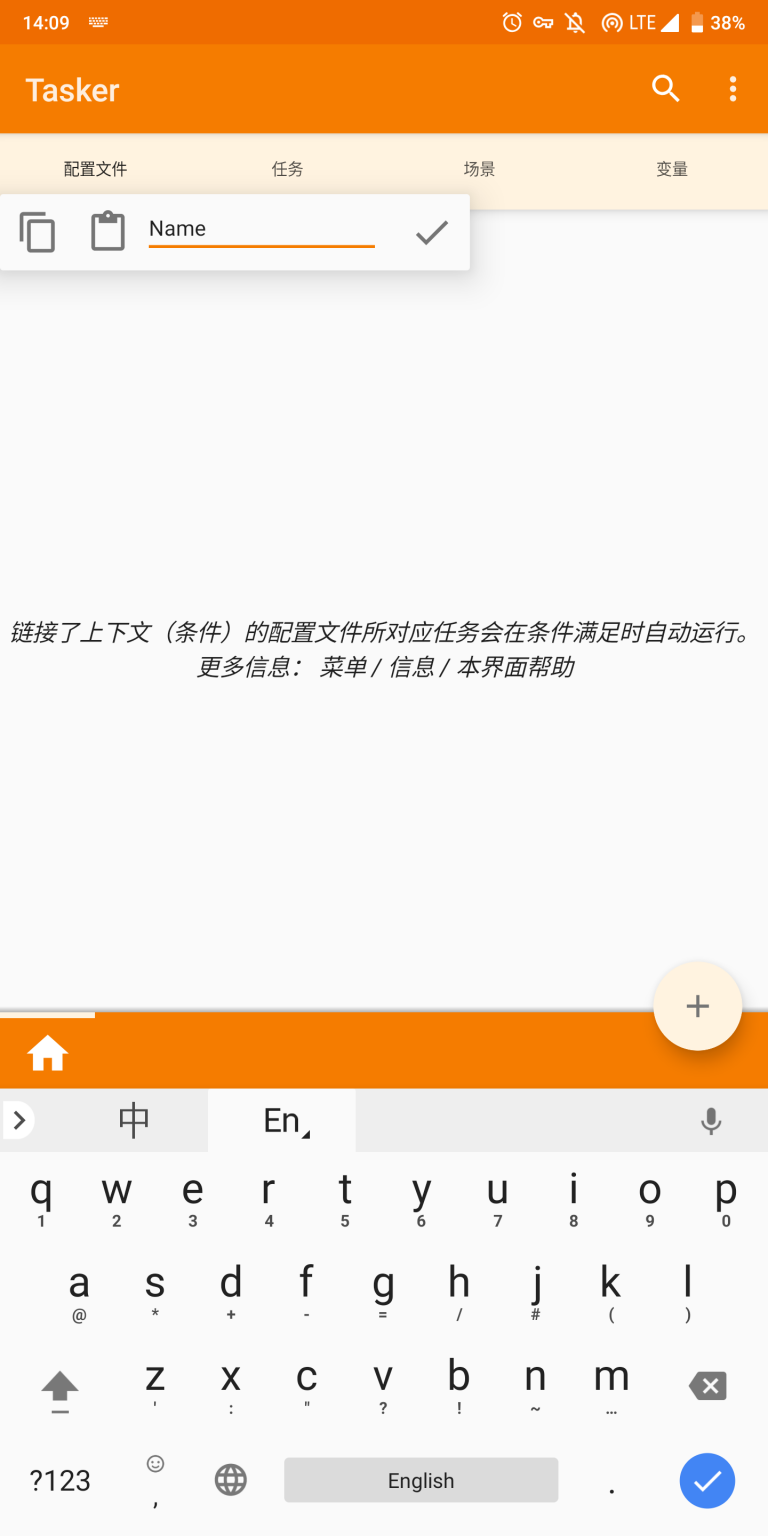 14:09
LTE 38%
Tasker
配置文件 任务 场景 变量
Name
链接了上下文（条件）的配置文件所对应任务会在条件满足时自动运行。
更多信息： 菜单 / 信息 / 本界面帮助
中 En
q w e r t y u i o p
1 2 3 4 5 6 7 8 9 0
a s d f g h j k l
@ * + - = / # ( )
z x c v b n m
' : " ? ! ~ …
?123 , English .